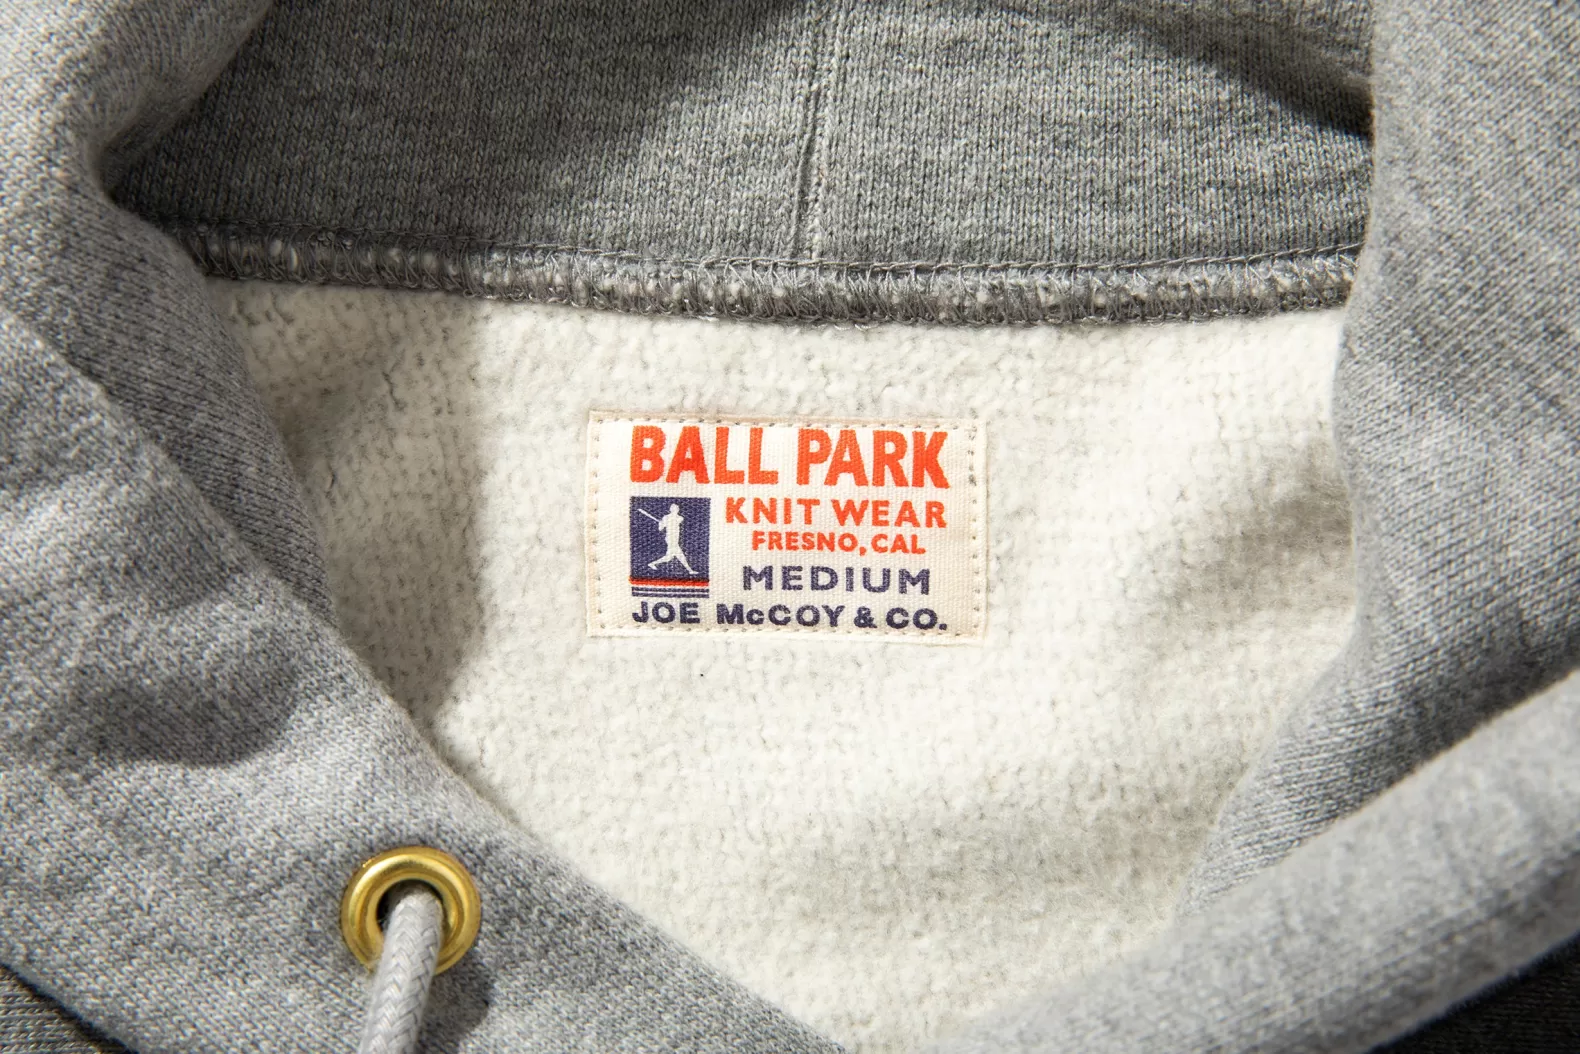 BALL PARK
KNIT WEAR
FRESNO, CAL
MEDIUM
JOE McCOY & CO.